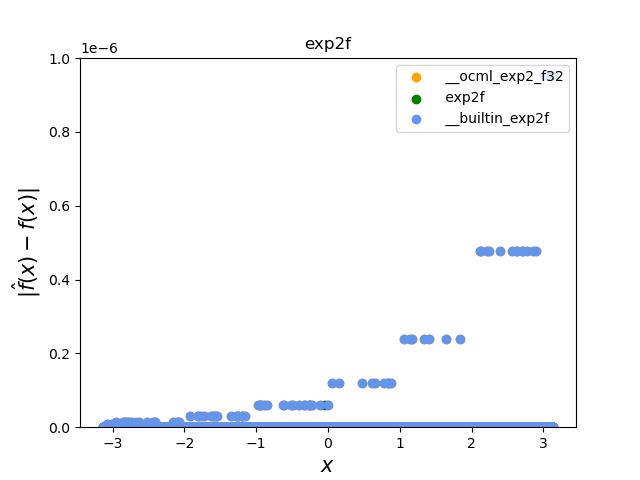 exp2f
1e−6
1.0
0.8
0.6
0.4
0.2
0.0
|f̂(x) − f(x)|
__ocml_exp2_f32
exp2f
__builtin_exp2f
−3
−2
−1
0
1
2
3
x